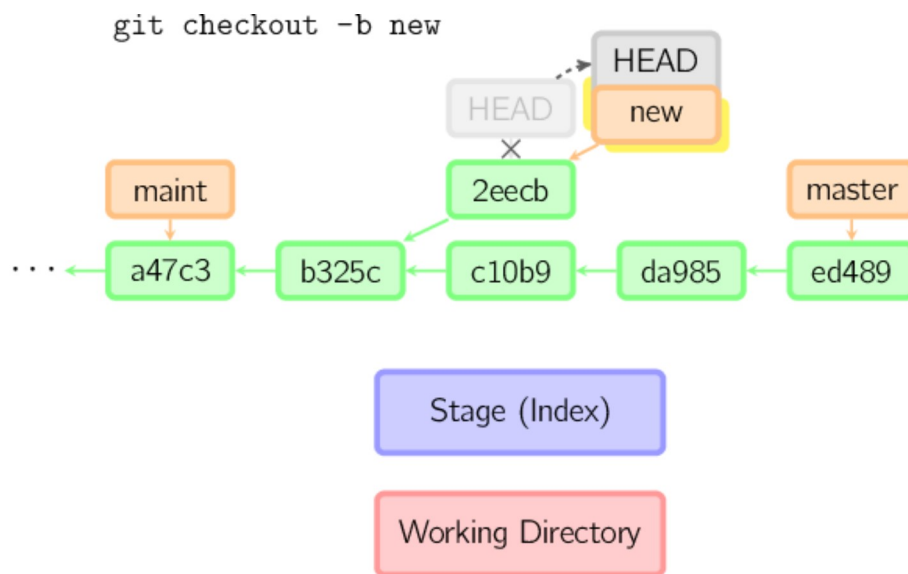 git checkout -b new
HEAD
HEAD
new
maint
2eecb
master
... a47c3 b325c c10b9 da985 ed489
Stage (Index)
Working Directory